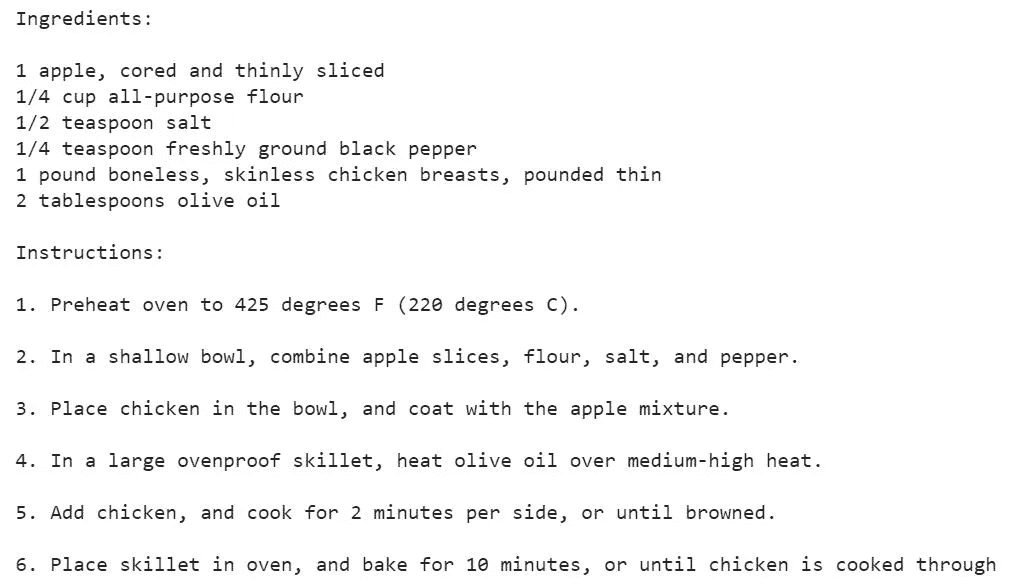 Ingredients:
1 apple, cored and thinly sliced
1/4 cup all-purpose flour
1/2 teaspoon salt
1/4 teaspoon freshly ground black pepper
1 pound boneless, skinless chicken breasts, pounded thin
2 tablespoons olive oil
Instructions:
1. Preheat oven to 425 degrees F (220 degrees C).
2. In a shallow bowl, combine apple slices, flour, salt, and pepper.
3. Place chicken in the bowl, and coat with the apple mixture.
4. In a large ovenproof skillet, heat olive oil over medium-high heat.
5. Add chicken, and cook for 2 minutes per side, or until browned.
6. Place skillet in oven, and bake for 10 minutes, or until chicken is cooked through